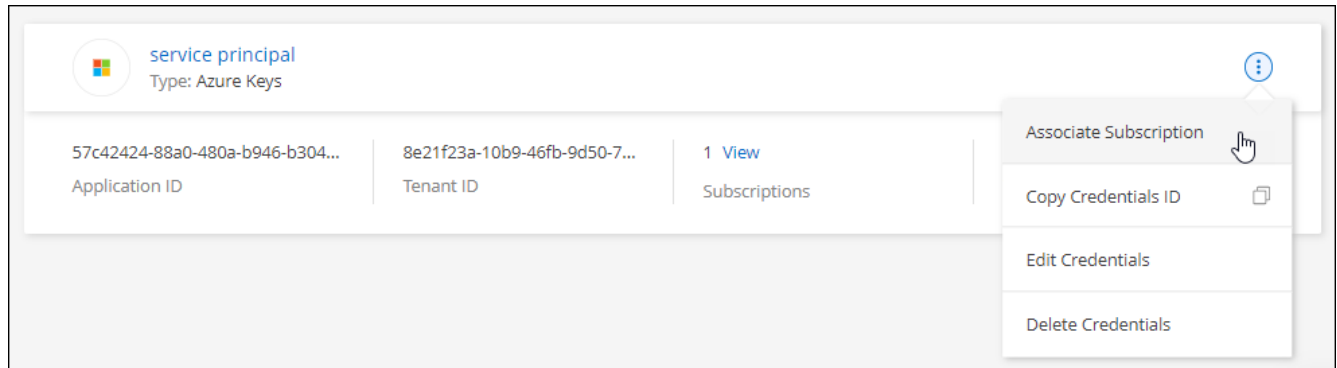 service principal
Type: Azure Keys
57c42424-88a0-480a-b946-b304...
Application ID
8e21f23a-10b9-46fb-9d50-7...
Tenant ID
1 View
Subscriptions
Associate Subscription
Copy Credentials ID
Edit Credentials
Delete Credentials